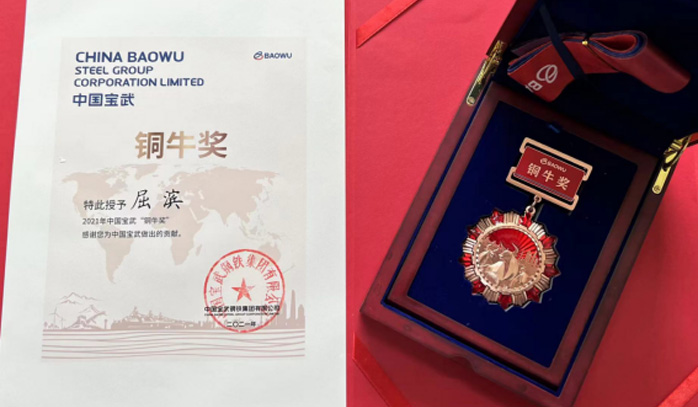 CHINA BAOWU
STEEL GROUP
CORPORATION LIMITED
中国宝武
BAOWU
铜牛奖
特此授予 屈 滨
2021年中国宝武“铜牛奖”
感谢您为中国宝武做出的贡献。
中国宝武钢铁集团有限公司
二〇二一年
BAOWU
铜牛奖